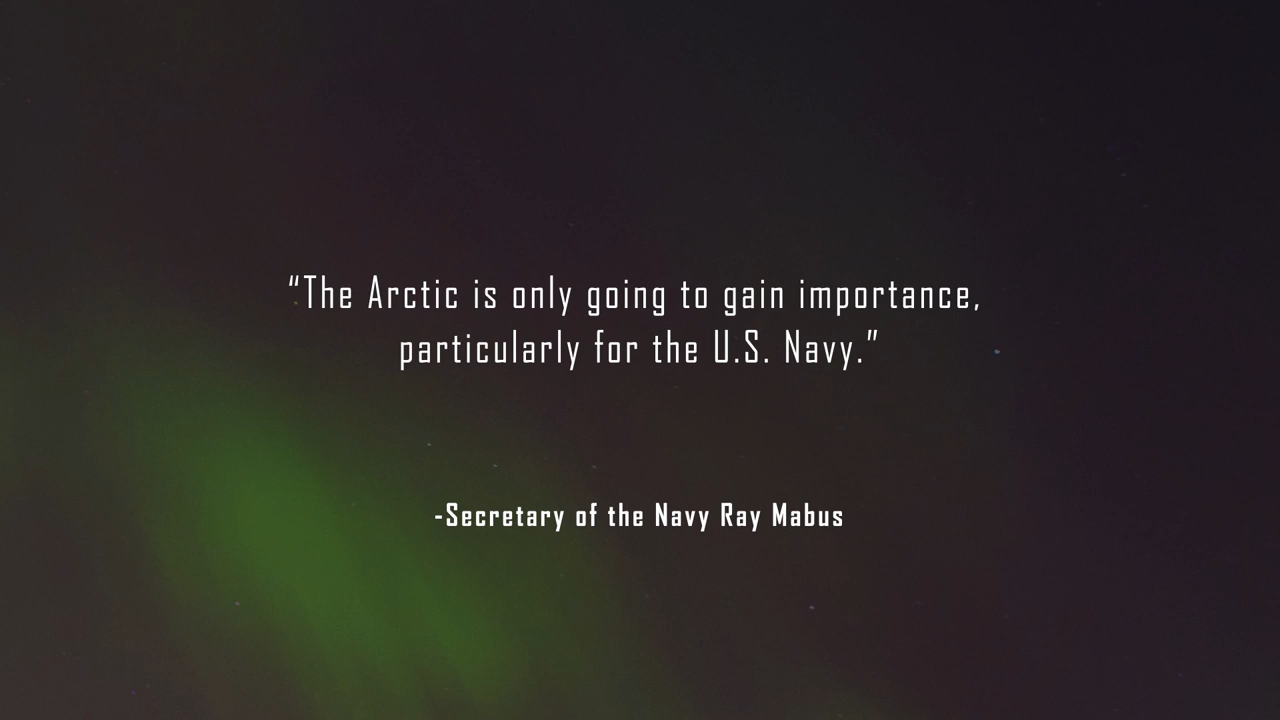 “The Arctic is only going to gain importance,
particularly for the U.S. Navy.”
-Secretary of the Navy Ray Mabus